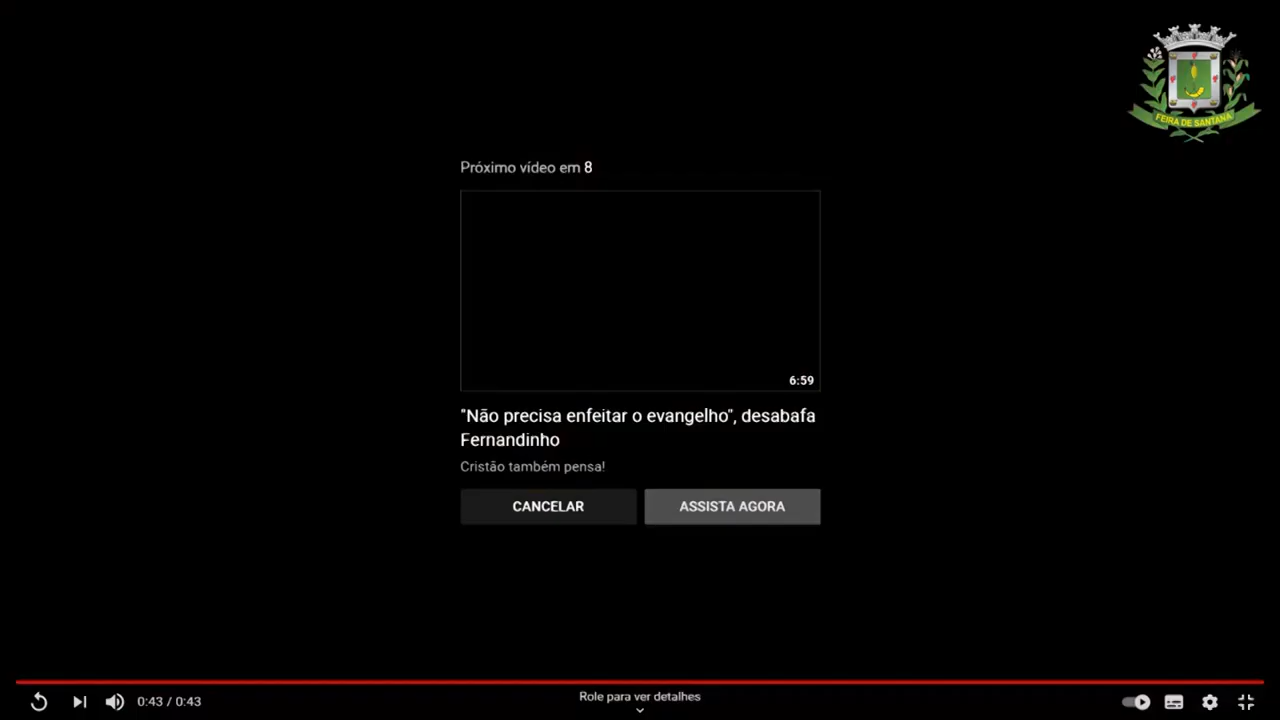 FEIRA DE SANTANA
Próximo vídeo em 8
6:59
"Não precisa enfeitar o evangelho", desabafa
Fernandinho
Cristão também pensa!
CANCELAR
ASSISTA AGORA
0:43 / 0:43
Role para ver detalhes